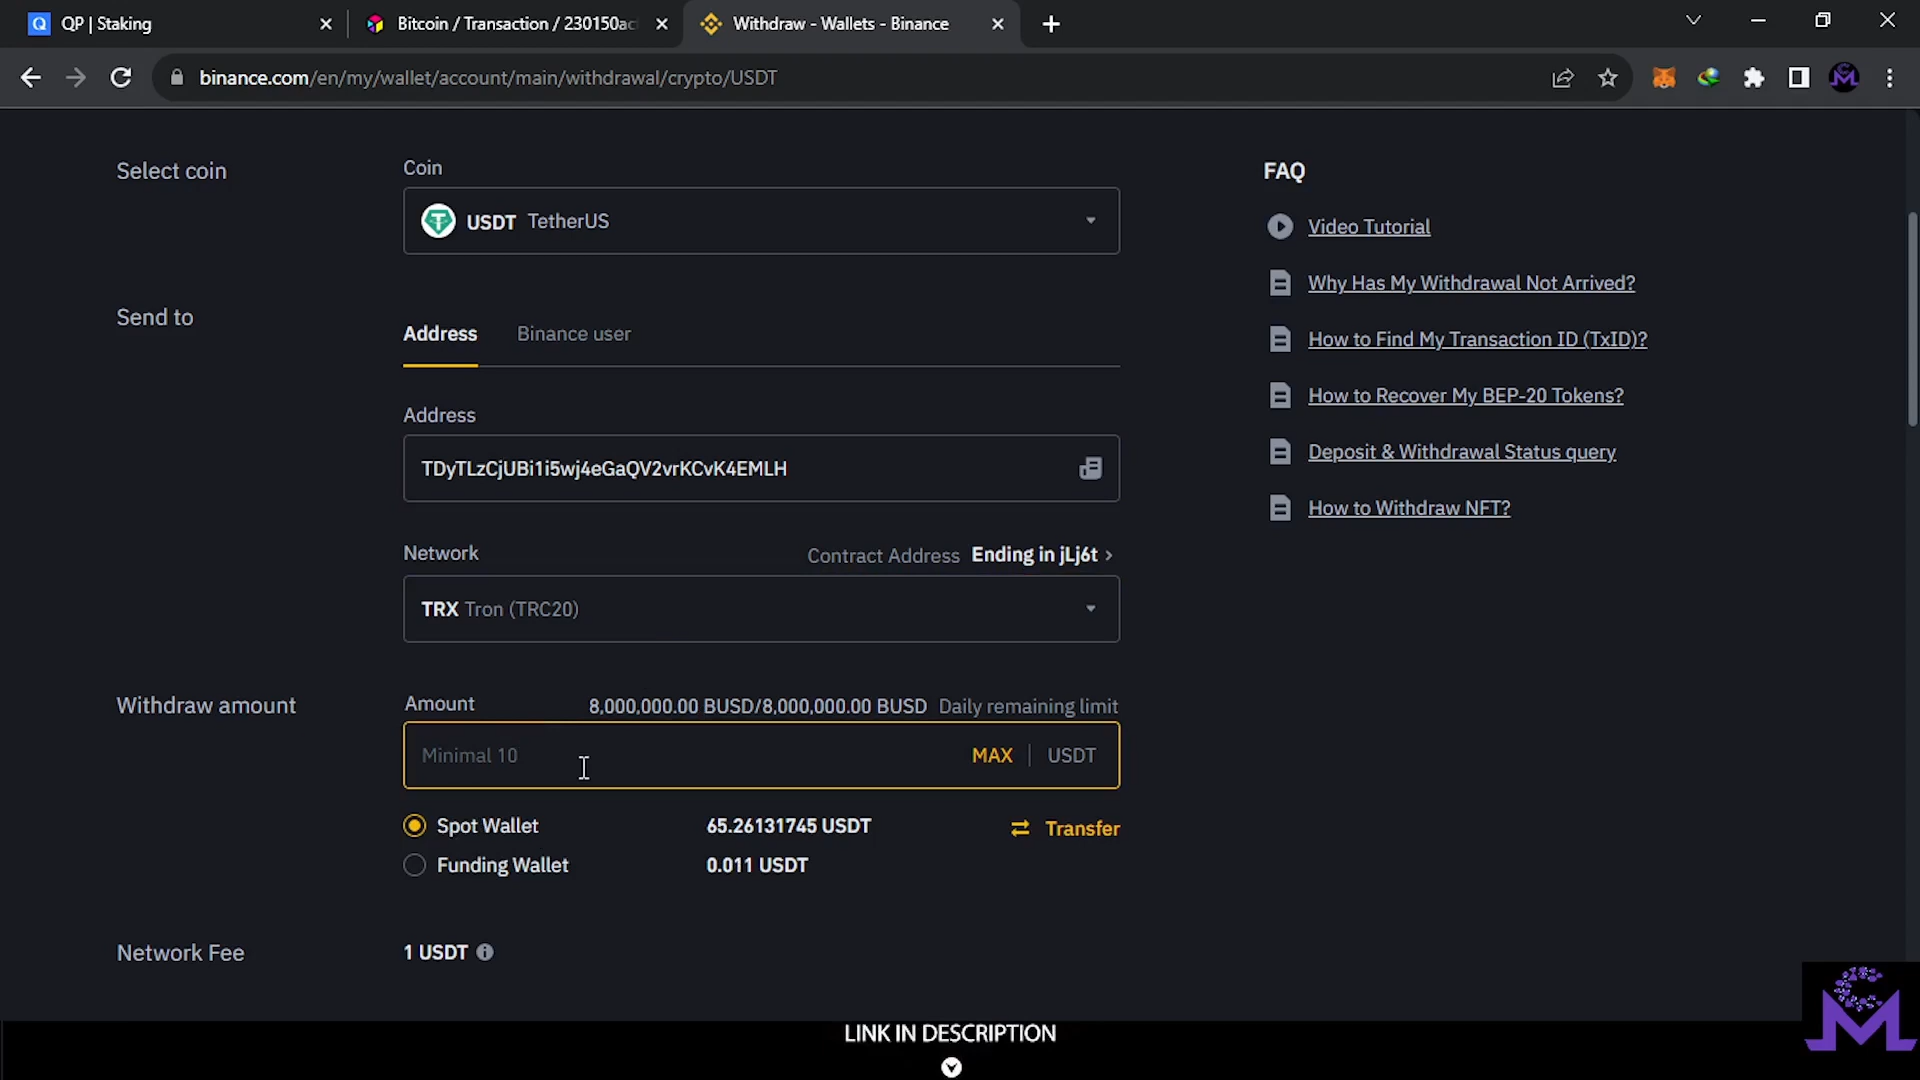 QP | Staking
Bitcoin / Transaction / 230150ac
Withdraw - Wallets - Binance
binance.com/en/my/wallet/account/main/withdrawal/crypto/USDT
Select coin
Coin
USDT TetherUS
Send to
Address Binance user
Address
TDyTLzCjUBi1i5wj4eGaQV2vrKCvK4EMLH
Network
Contract Address Ending in jLj6t >
TRX Tron (TRC20)
Withdraw amount
Amount
8,000,000.00 BUSD/8,000,000.00 BUSD Daily remaining limit
Minimal 10
MAX | USDT
Spot Wallet 65.26131745 USDT Transfer
Funding Wallet 0.011 USDT
Network Fee
1 USDT
FAQ
Video Tutorial
Why Has My Withdrawal Not Arrived?
How to Find My Transaction ID (TxID)?
How to Recover My BEP-20 Tokens?
Deposit & Withdrawal Status query
How to Withdraw NFT?
LINK IN DESCRIPTION